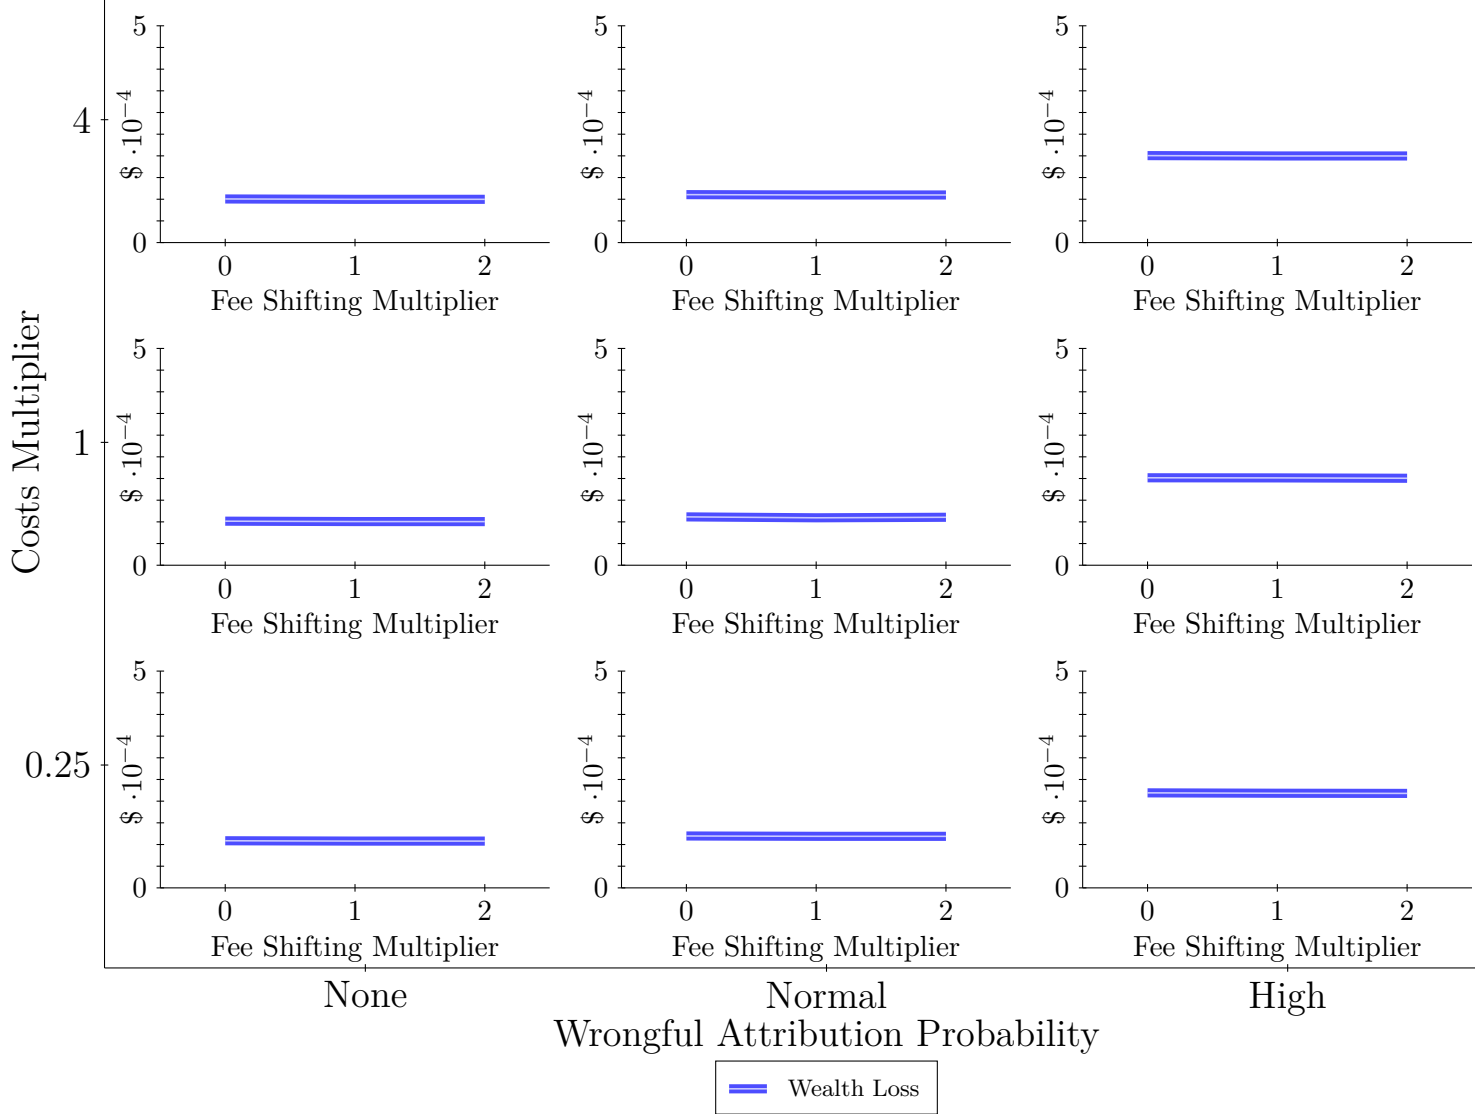 Costs Multiplier
4
5
0
$ ·10⁻⁴
0 1 2
Fee Shifting Multiplier
5
0
$ ·10⁻⁴
0 1 2
Fee Shifting Multiplier
5
0
$ ·10⁻⁴
0 1 2
Fee Shifting Multiplier
1
5
0
$ ·10⁻⁴
0 1 2
Fee Shifting Multiplier
5
0
$ ·10⁻⁴
0 1 2
Fee Shifting Multiplier
5
0
$ ·10⁻⁴
0 1 2
Fee Shifting Multiplier
0.25
5
0
$ ·10⁻⁴
0 1 2
Fee Shifting Multiplier
5
0
$ ·10⁻⁴
0 1 2
Fee Shifting Multiplier
5
0
$ ·10⁻⁴
0 1 2
Fee Shifting Multiplier
None Normal High
Wrongful Attribution Probability
Wealth Loss